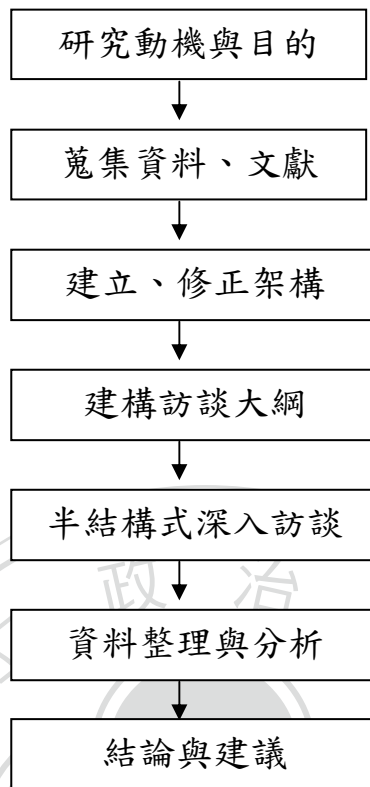 研究動機與目的
蒐集資料、文獻
建立、修正架構
建構訪談大綱
半結構式深入訪談
政 治
資料整理與分析
結論與建議